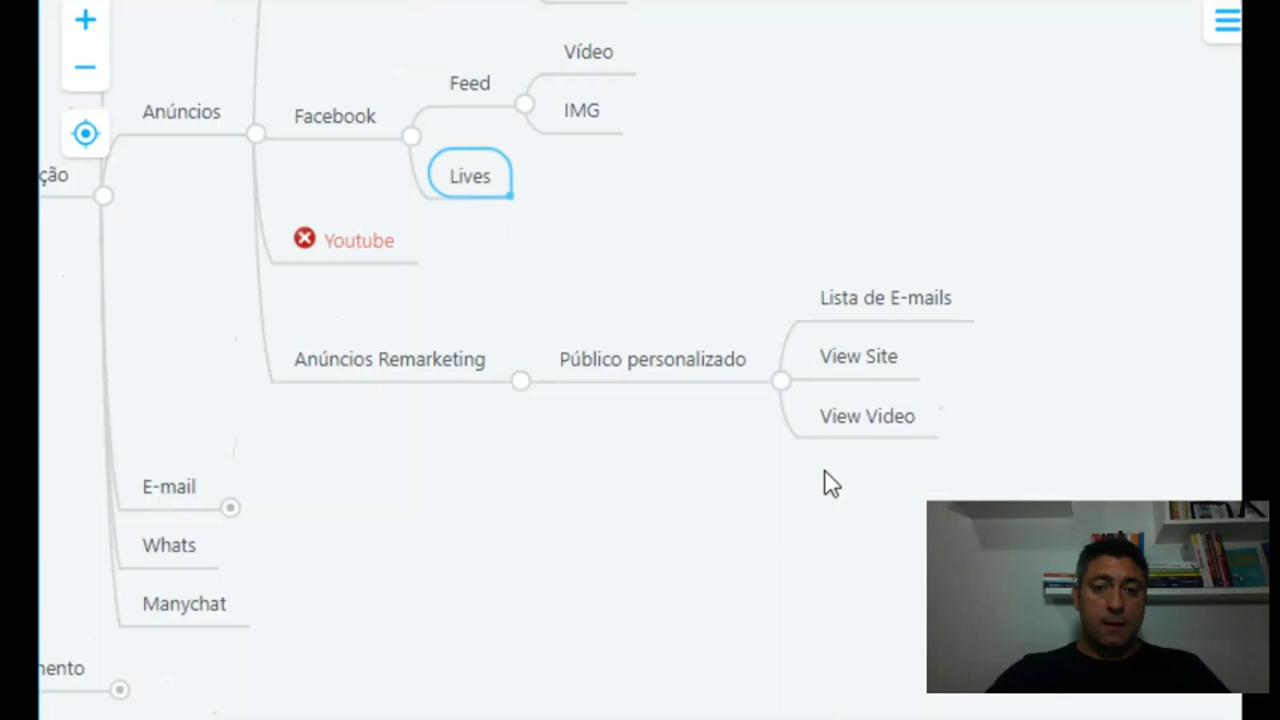 Vídeo
Feed
IMG
Anúncios
Facebook
Lives
ção
Youtube
Lista de E-mails
Anúncios Remarketing
Público personalizado
View Site
View Video
E-mail
Whats
Manychat
mento